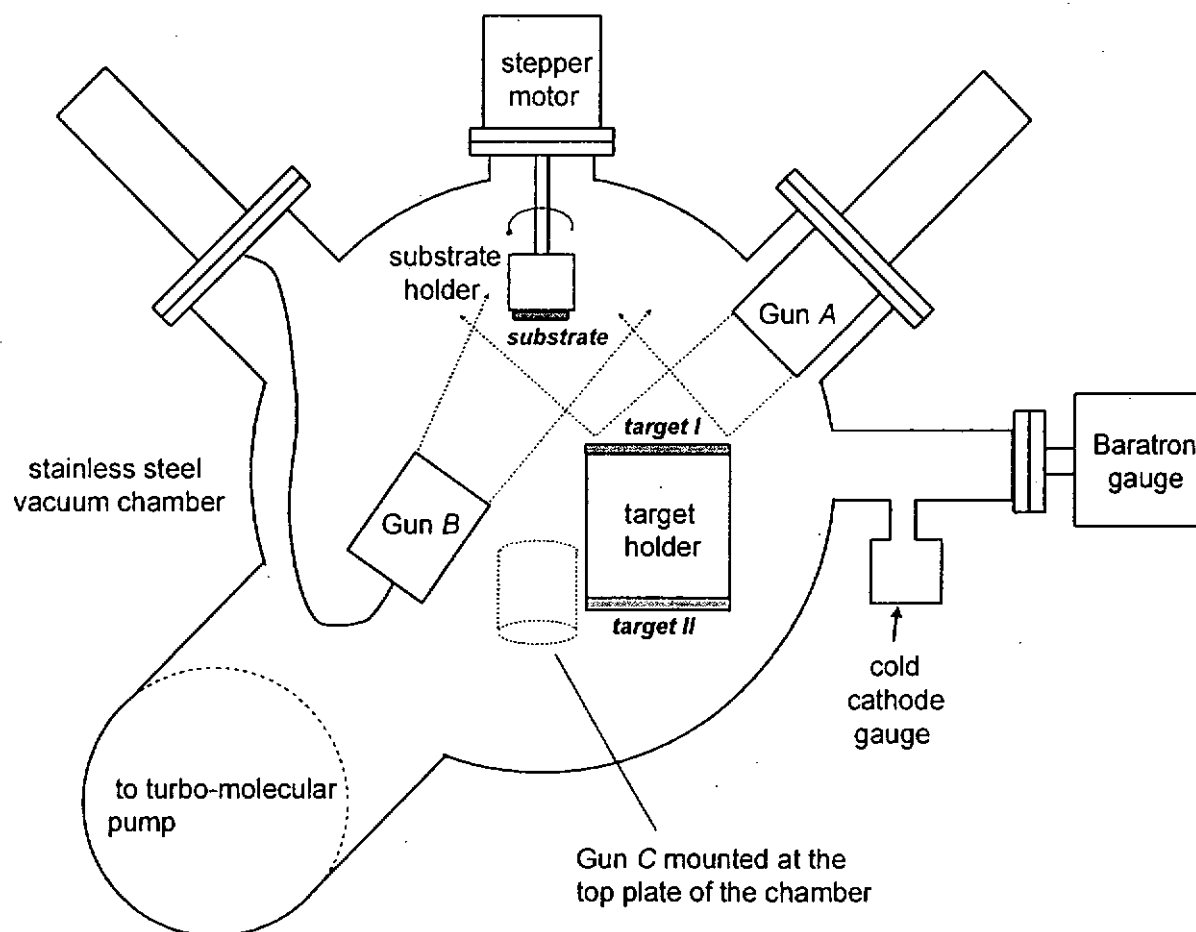 stepper
motor
substrate
holder
substrate
Gun A
target I
Baratron
gauge
stainless steel
vacuum chamber
Gun B
target
holder
target II
cold
cathode
gauge
to turbo-molecular
pump
Gun C mounted at the
top plate of the chamber